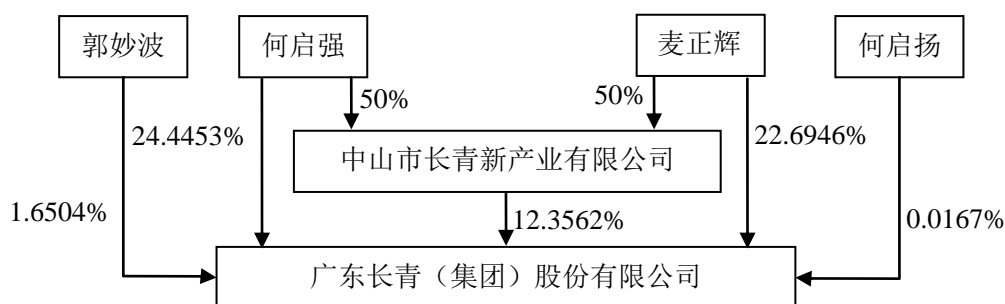 郭妙波
何启强
麦正辉
何启扬
50%
50%
24.4453%
22.6946%
中山市长青新产业有限公司
1.6504%
12.3562%
0.0167%
广东长青（集团）股份有限公司